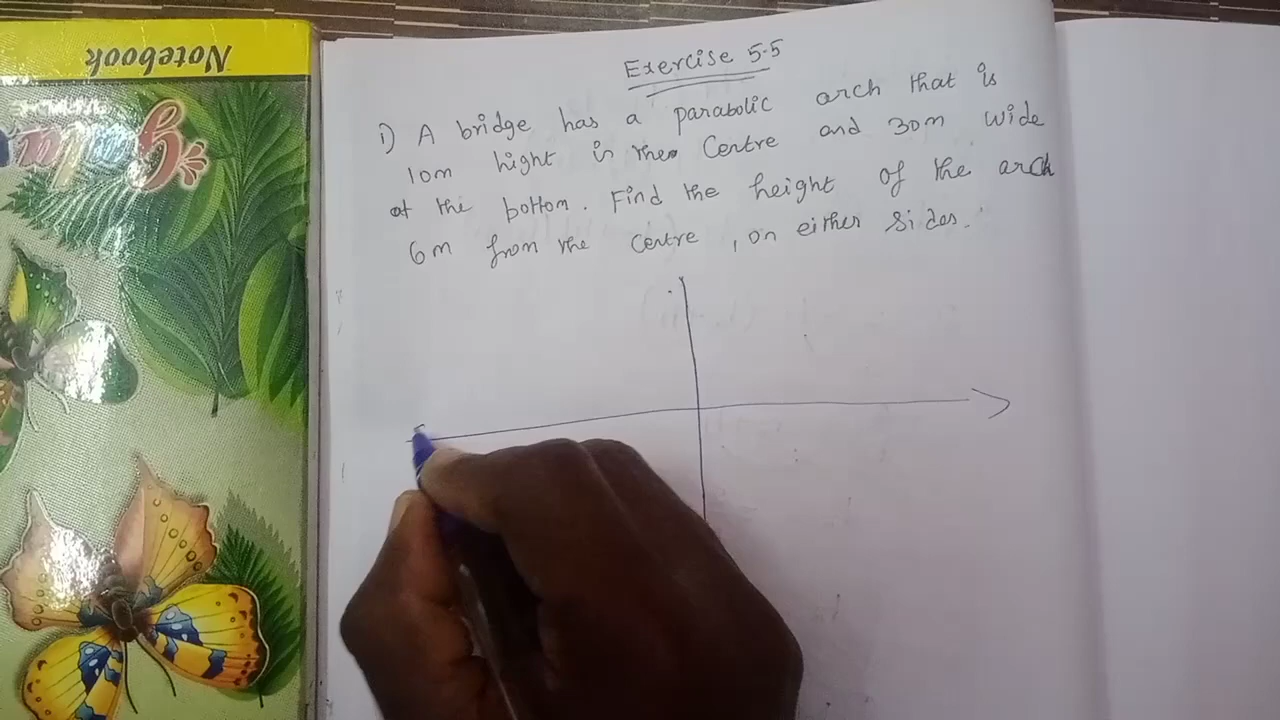 Notebook
Exercise 5.5
1) A bridge has a parabolic arch that is
10m hight in the Centre and 30m wide
at the bottom. Find the height of the arch
6m from the Centre, on either Sides.